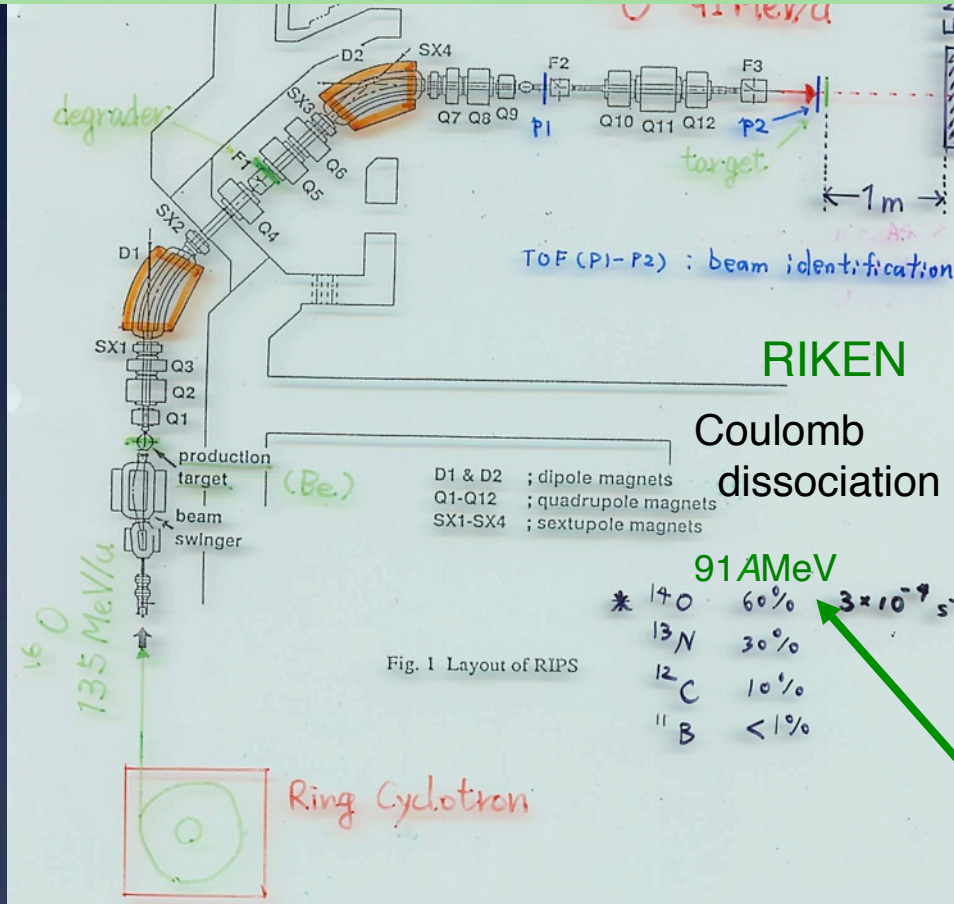 91 MeV/u
D2
SX4
F2
F3
degrader
SX3
Q7 Q8 Q9
P1
Q10 Q11 Q12
P2
F1
Q6
Q5
target
Q4
1m
SX2
D1
TOF (P1-P2) : beam identification
SX1
Q3
Q2
Q1
RIKEN
Coulomb
dissociation
production
target
(Be)
beam
swinger
D1 & D2 ; dipole magnets
Q1-Q12 ; quadrupole magnets
SX1-SX4 ; sextupole magnets
91AMeV
* 14O 60%
13N 30%
12C 10%
11B <1%
16O
135 MeV/u
Fig. 1 Layout of RIPS
Ring Cyclotron